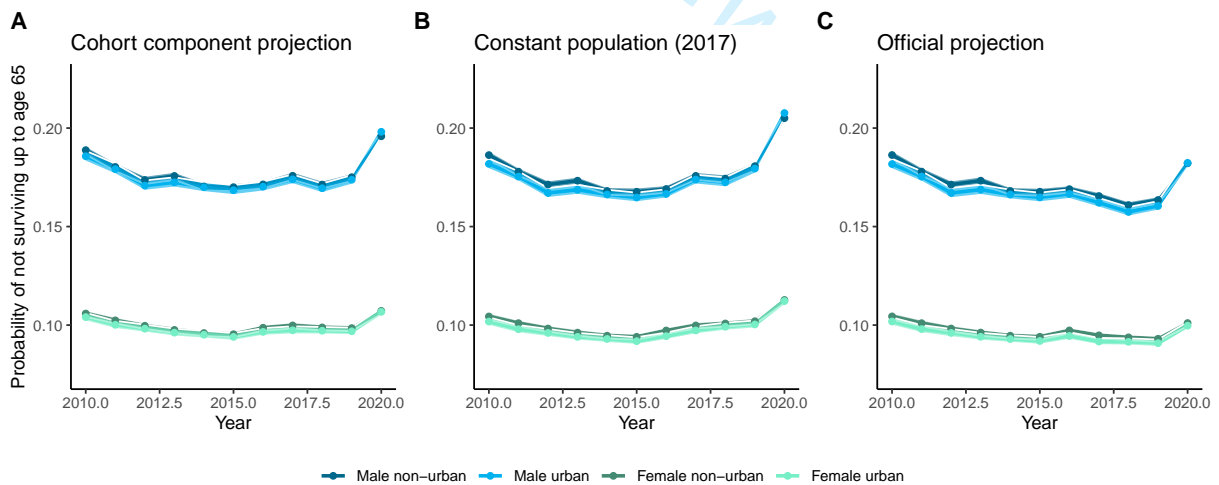 A
Cohort component projection
Probability of not surviving up to age 65
0.20
0.15
0.10
2010.0 2012.5 2015.0 2017.5 2020.0
Year
B
Constant population (2017)
0.20
0.15
0.10
2010.0 2012.5 2015.0 2017.5 2020.0
Year
C
Official projection
0.20
0.15
0.10
2010.0 2012.5 2015.0 2017.5 2020.0
Year
Male non−urban Male urban Female non−urban Female urban